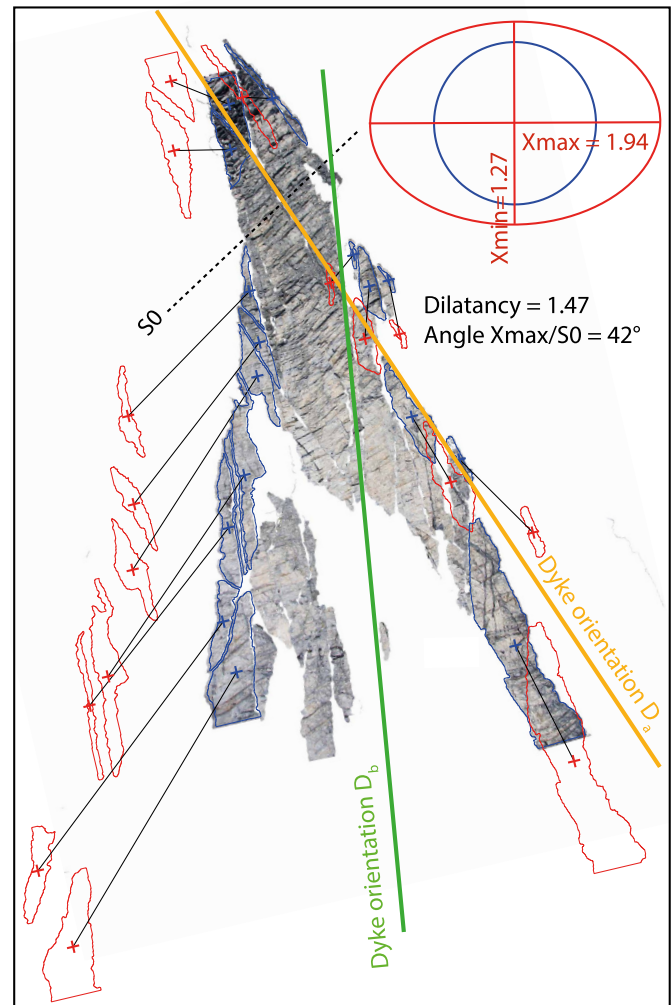 Xmax = 1.94
Xmin=1.27
S0
Dilatancy = 1.47
Angle Xmax/S0 = 42°
Dyke orientation Da
Dyke orientation Db